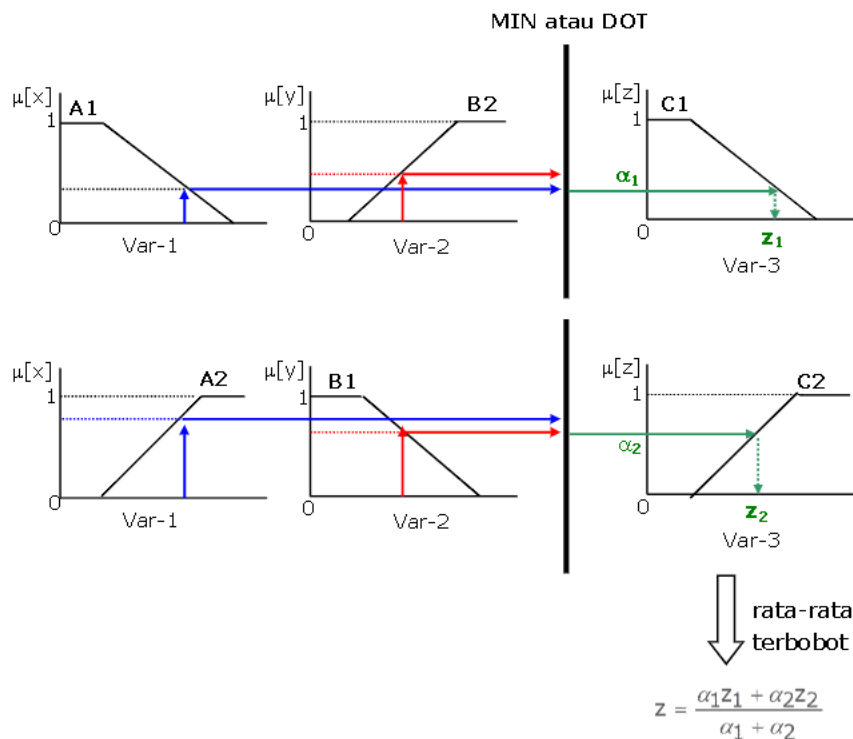 MIN atau DOT
μ[x]
A1
1
0
Var-1
μ[y]
B2
1
0
Var-2
μ[z]
C1
1
α₁
0
z₁
Var-3
μ[x]
A2
1
0
Var-1
μ[y]
B1
1
0
Var-2
μ[z]
C2
1
α₂
0
z₂
Var-3
rata-rata
terbobot
z = (α₁z₁ + α₂z₂) / (α₁ + α₂)